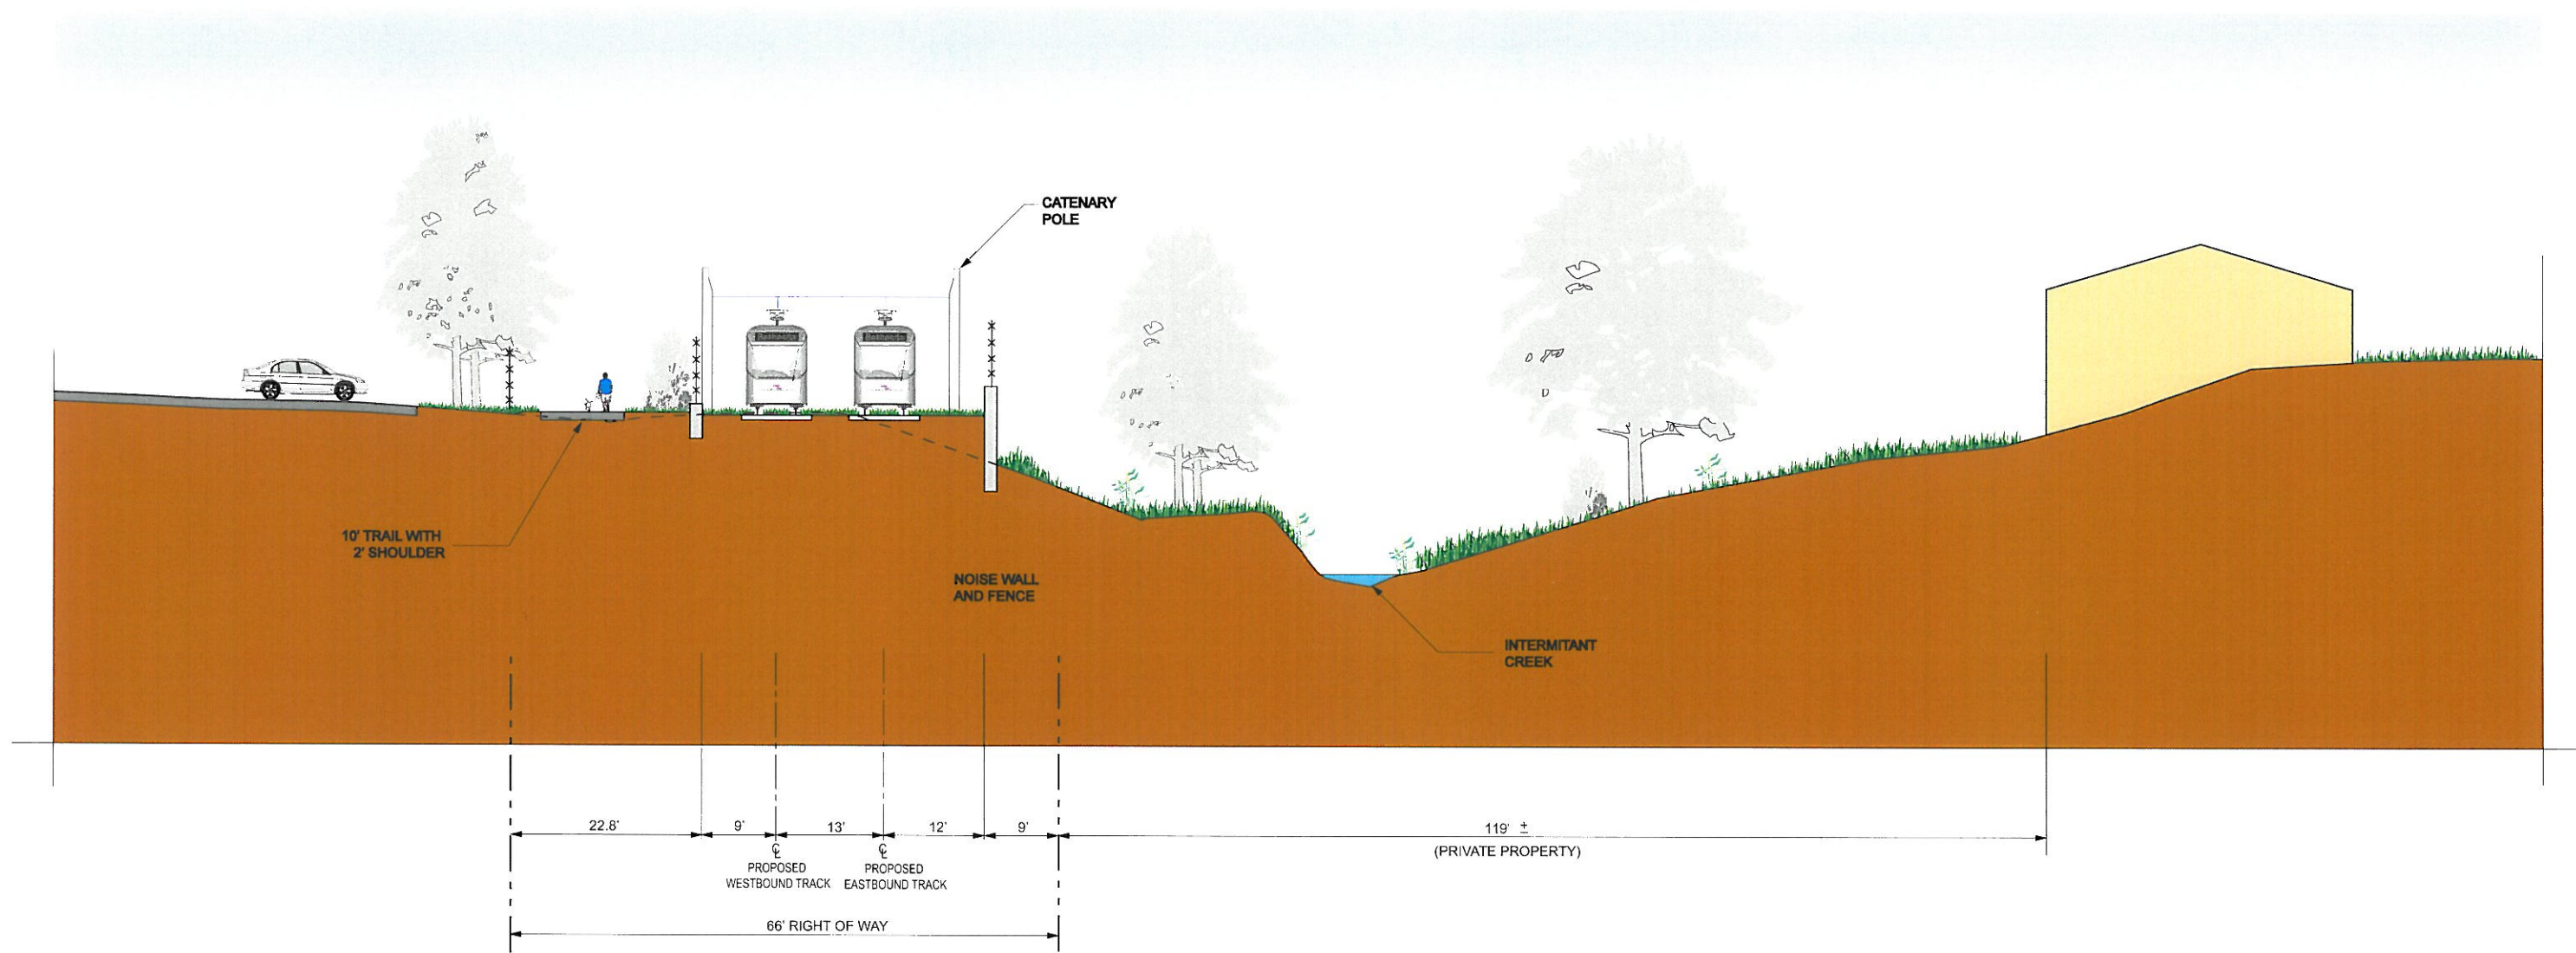 CATENARY
POLE
10' TRAIL WITH
2' SHOULDER
NOISE WALL
AND FENCE
INTERMITANT
CREEK
22.8'
9'
13'
12'
9'
119' ±
(PRIVATE PROPERTY)
℄
PROPOSED
WESTBOUND TRACK
℄
PROPOSED
EASTBOUND TRACK
66' RIGHT OF WAY